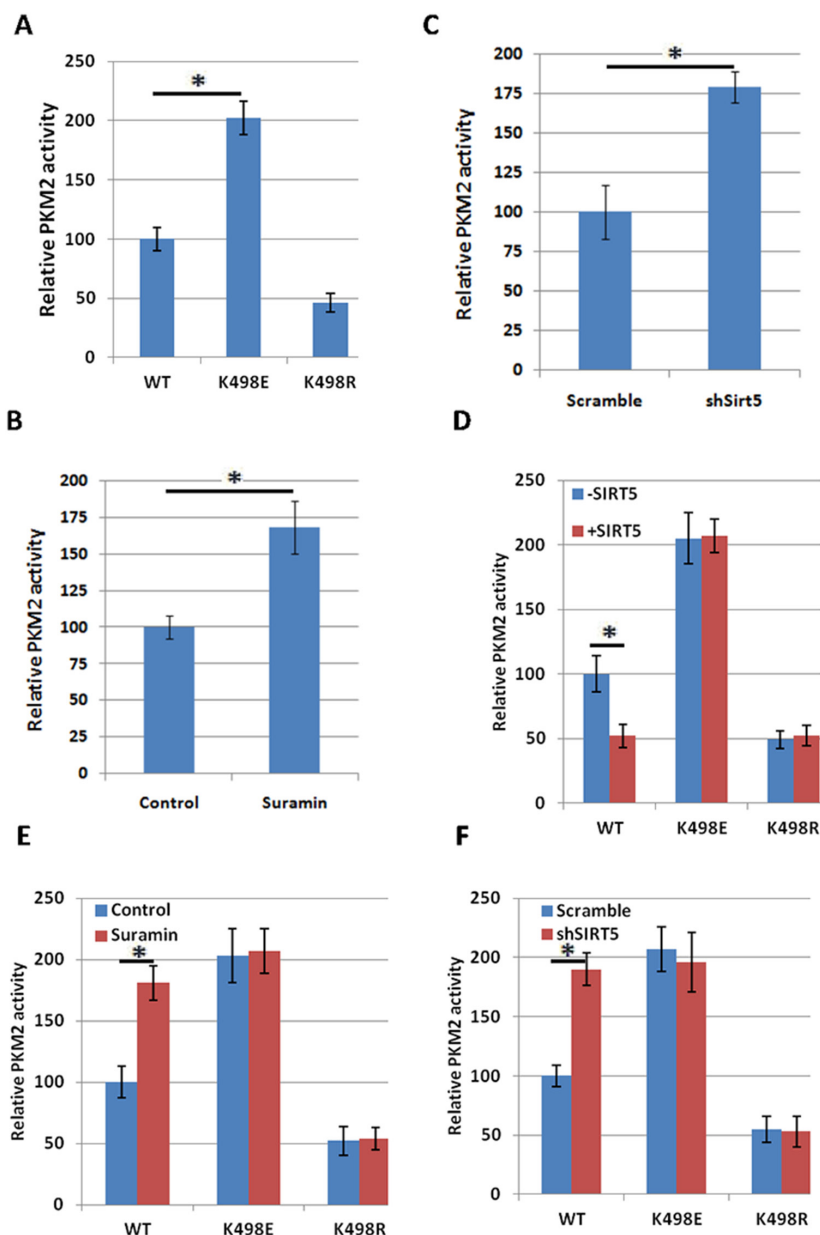 A
Relative PKM2 activity
250
200
150
100
50
0
*
WT K498E K498R
B
Relative PKM2 activity
200
175
150
125
100
75
50
25
0
*
Control Suramin
C
Relative PKM2 activity
200
175
150
125
100
75
50
25
0
*
Scramble shSirt5
D
Relative PKM2 activity
250
200
150
100
50
0
-SIRT5
+SIRT5
*
WT K498E K498R
E
Relative PKM2 activity
250
200
150
100
50
0
Control
Suramin
*
WT K498E K498R
F
Relative PKM2 activity
250
200
150
100
50
0
Scramble
shSIRT5
*
WT K498E K498R